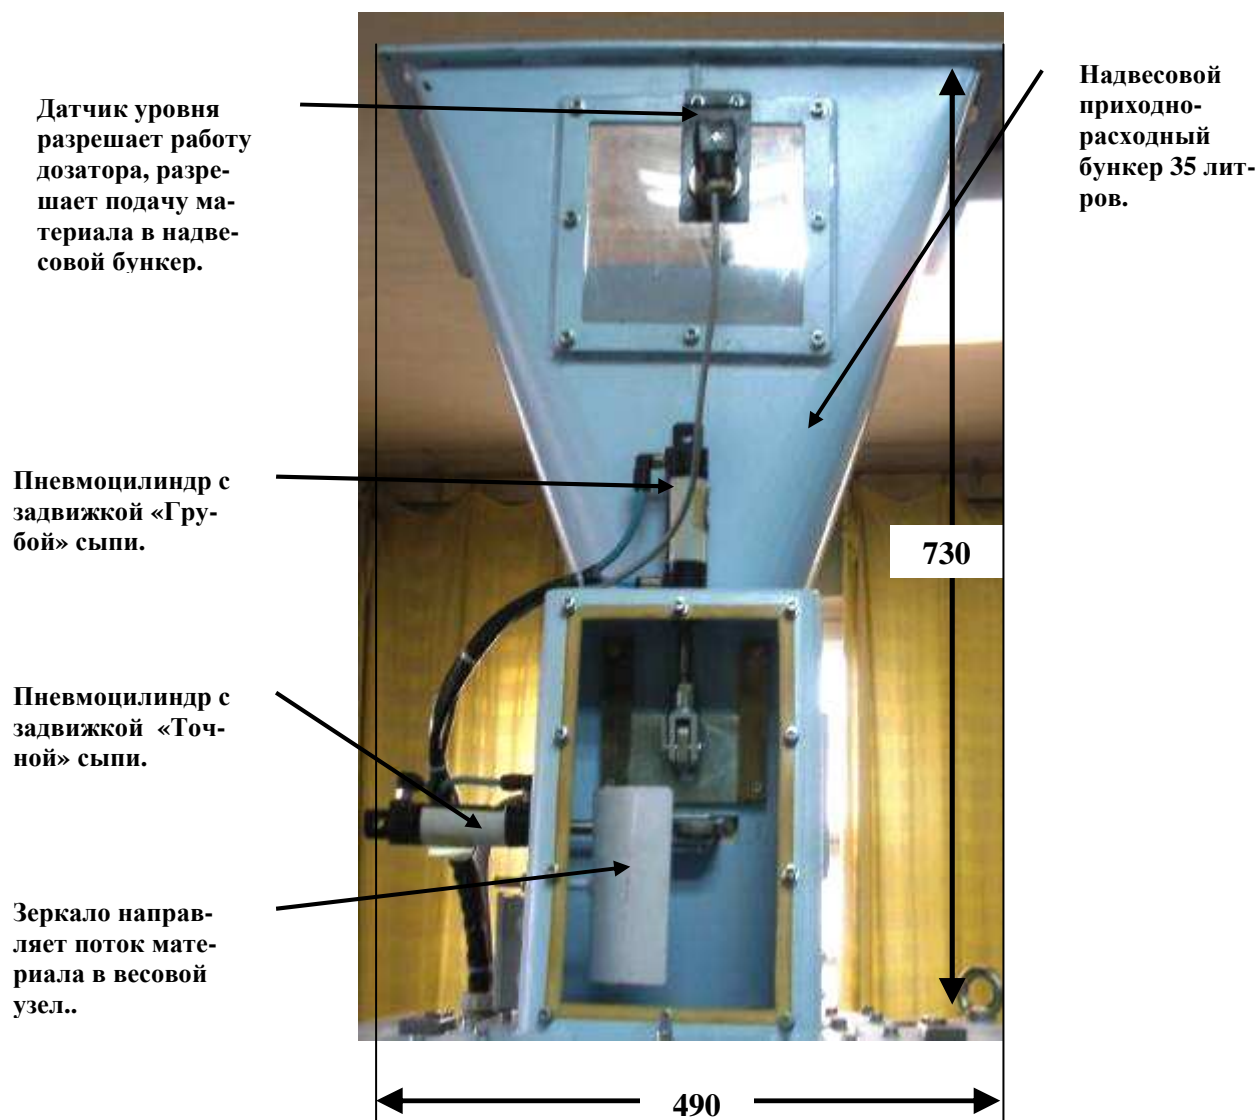 Датчик уровня
разрешает работу
дозатора, разре-
шает подачу ма-
териала в надве-
совой бункер.
Надвесовой
приходно-
расходный
бункер 35 лит-
ров.
Пневмоцилиндр с
задвижкой «Гру-
бой» сыпи.
730
Пневмоцилиндр с
задвижкой «Точ-
ной» сыпи.
Зеркало направ-
ляет поток мате-
риала в весовой
узел..
490